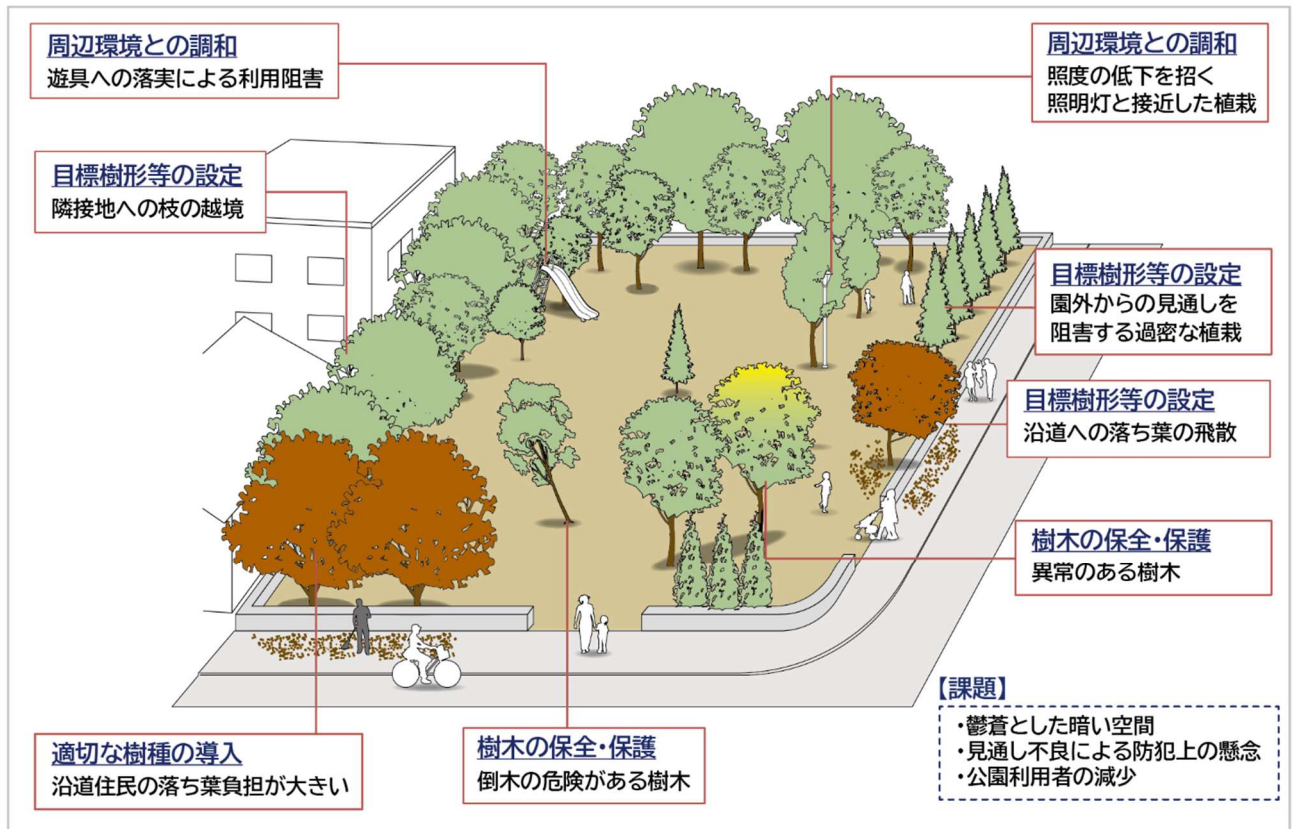 周辺環境との調和
遊具への落実による利用阻害
周辺環境との調和
照度の低下を招く
照明灯と接近した植栽
目標樹形等の設定
隣接地への枝の越境
目標樹形等の設定
園外からの見通しを
阻害する過密な植栽
目標樹形等の設定
沿道への落ち葉の飛散
樹木の保全・保護
異常のある樹木
適切な樹種の導入
沿道住民の落ち葉負担が大きい
樹木の保全・保護
倒木の危険がある樹木
【課題】
・鬱蒼とした暗い空間
・見通し不良による防犯上の懸念
・公園利用者の減少